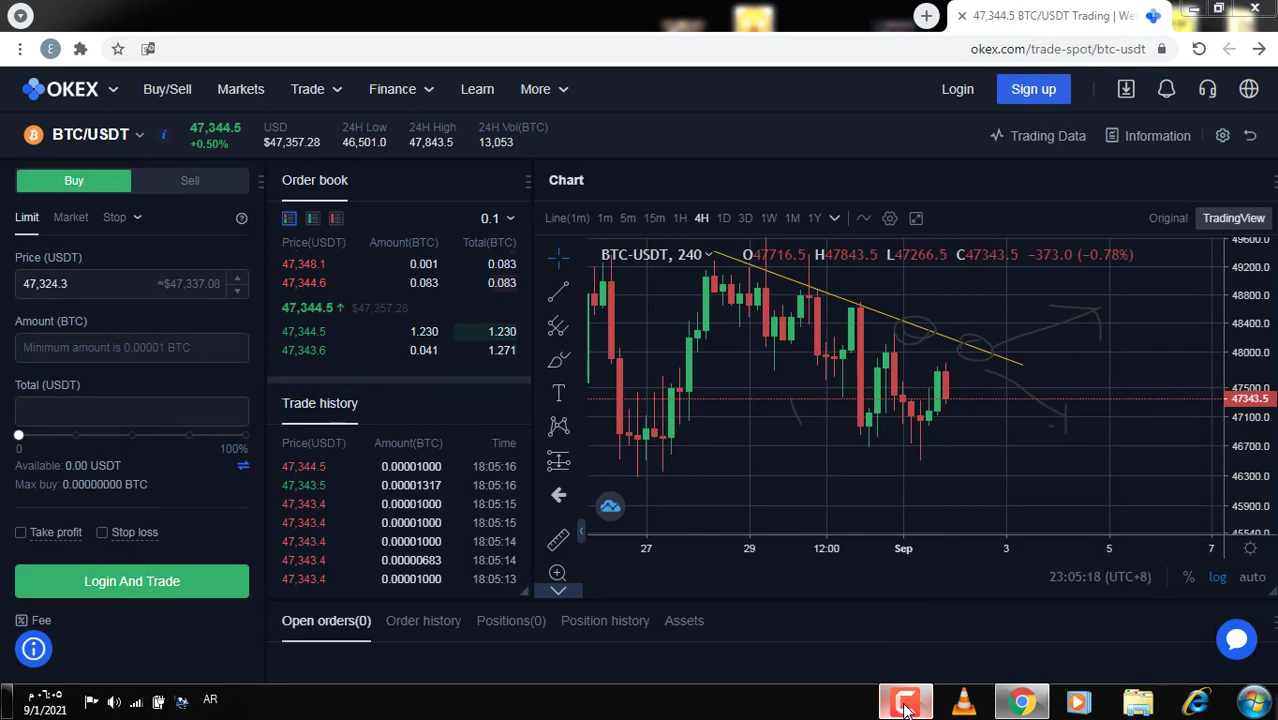 47,344.5 BTC/USDT Trading | We
okex.com/trade-spot/btc-usdt
OKEX
Buy/Sell
Markets
Trade
Finance
Learn
More
Login
Sign up
BTC/USDT
47,344.5
+0.50%
USD
$47,357.28
24H Low
46,501.0
24H High
47,843.5
24H Vol(BTC)
13,053
Trading Data
Information
Buy
Sell
Limit
Market
Stop
Price (USDT)
47,324.3
≈$47,337.08
Amount (BTC)
Minimum amount is 0.00001 BTC
Total (USDT)
0
100%
Available: 0.00 USDT
Max buy: 0.00000000 BTC
Take profit
Stop loss
Login And Trade
Fee
Order book
0.1
Price(USDT) Amount(BTC) Total(BTC)
47,348.1 0.001 0.083
47,344.6 0.083 0.083
47,344.5↑ $47,357.28
47,344.5 1.230 1.230
47,343.6 0.041 1.271
Trade history
Price(USDT) Amount(BTC) Time
47,344.5 0.00001000 18:05:16
47,343.5 0.00001317 18:05:16
47,343.4 0.00001000 18:05:15
47,343.4 0.00001000 18:05:15
47,343.4 0.00001000 18:05:14
47,343.4 0.00000683 18:05:14
47,343.4 0.00001000 18:05:13
Chart
Line(1m) 1m 5m 15m 1H 4H 1D 3D 1W 1M 1Y
Original
TradingView
BTC-USDT, 240
O47716.5 H47843.5 L47266.5 C47343.5 −373.0 (−0.78%)
49600.0
49200.0
48800.0
48400.0
48000.0
47500.0
47343.5
47100.0
46700.0
46300.0
45900.0
45540.0
27 29 12:00 Sep 3 5 7
23:05:18 (UTC+8)
% log auto
Open orders(0)
Order history
Positions(0)
Position history
Assets
م ٦:٠٥
9/1/2021
AR